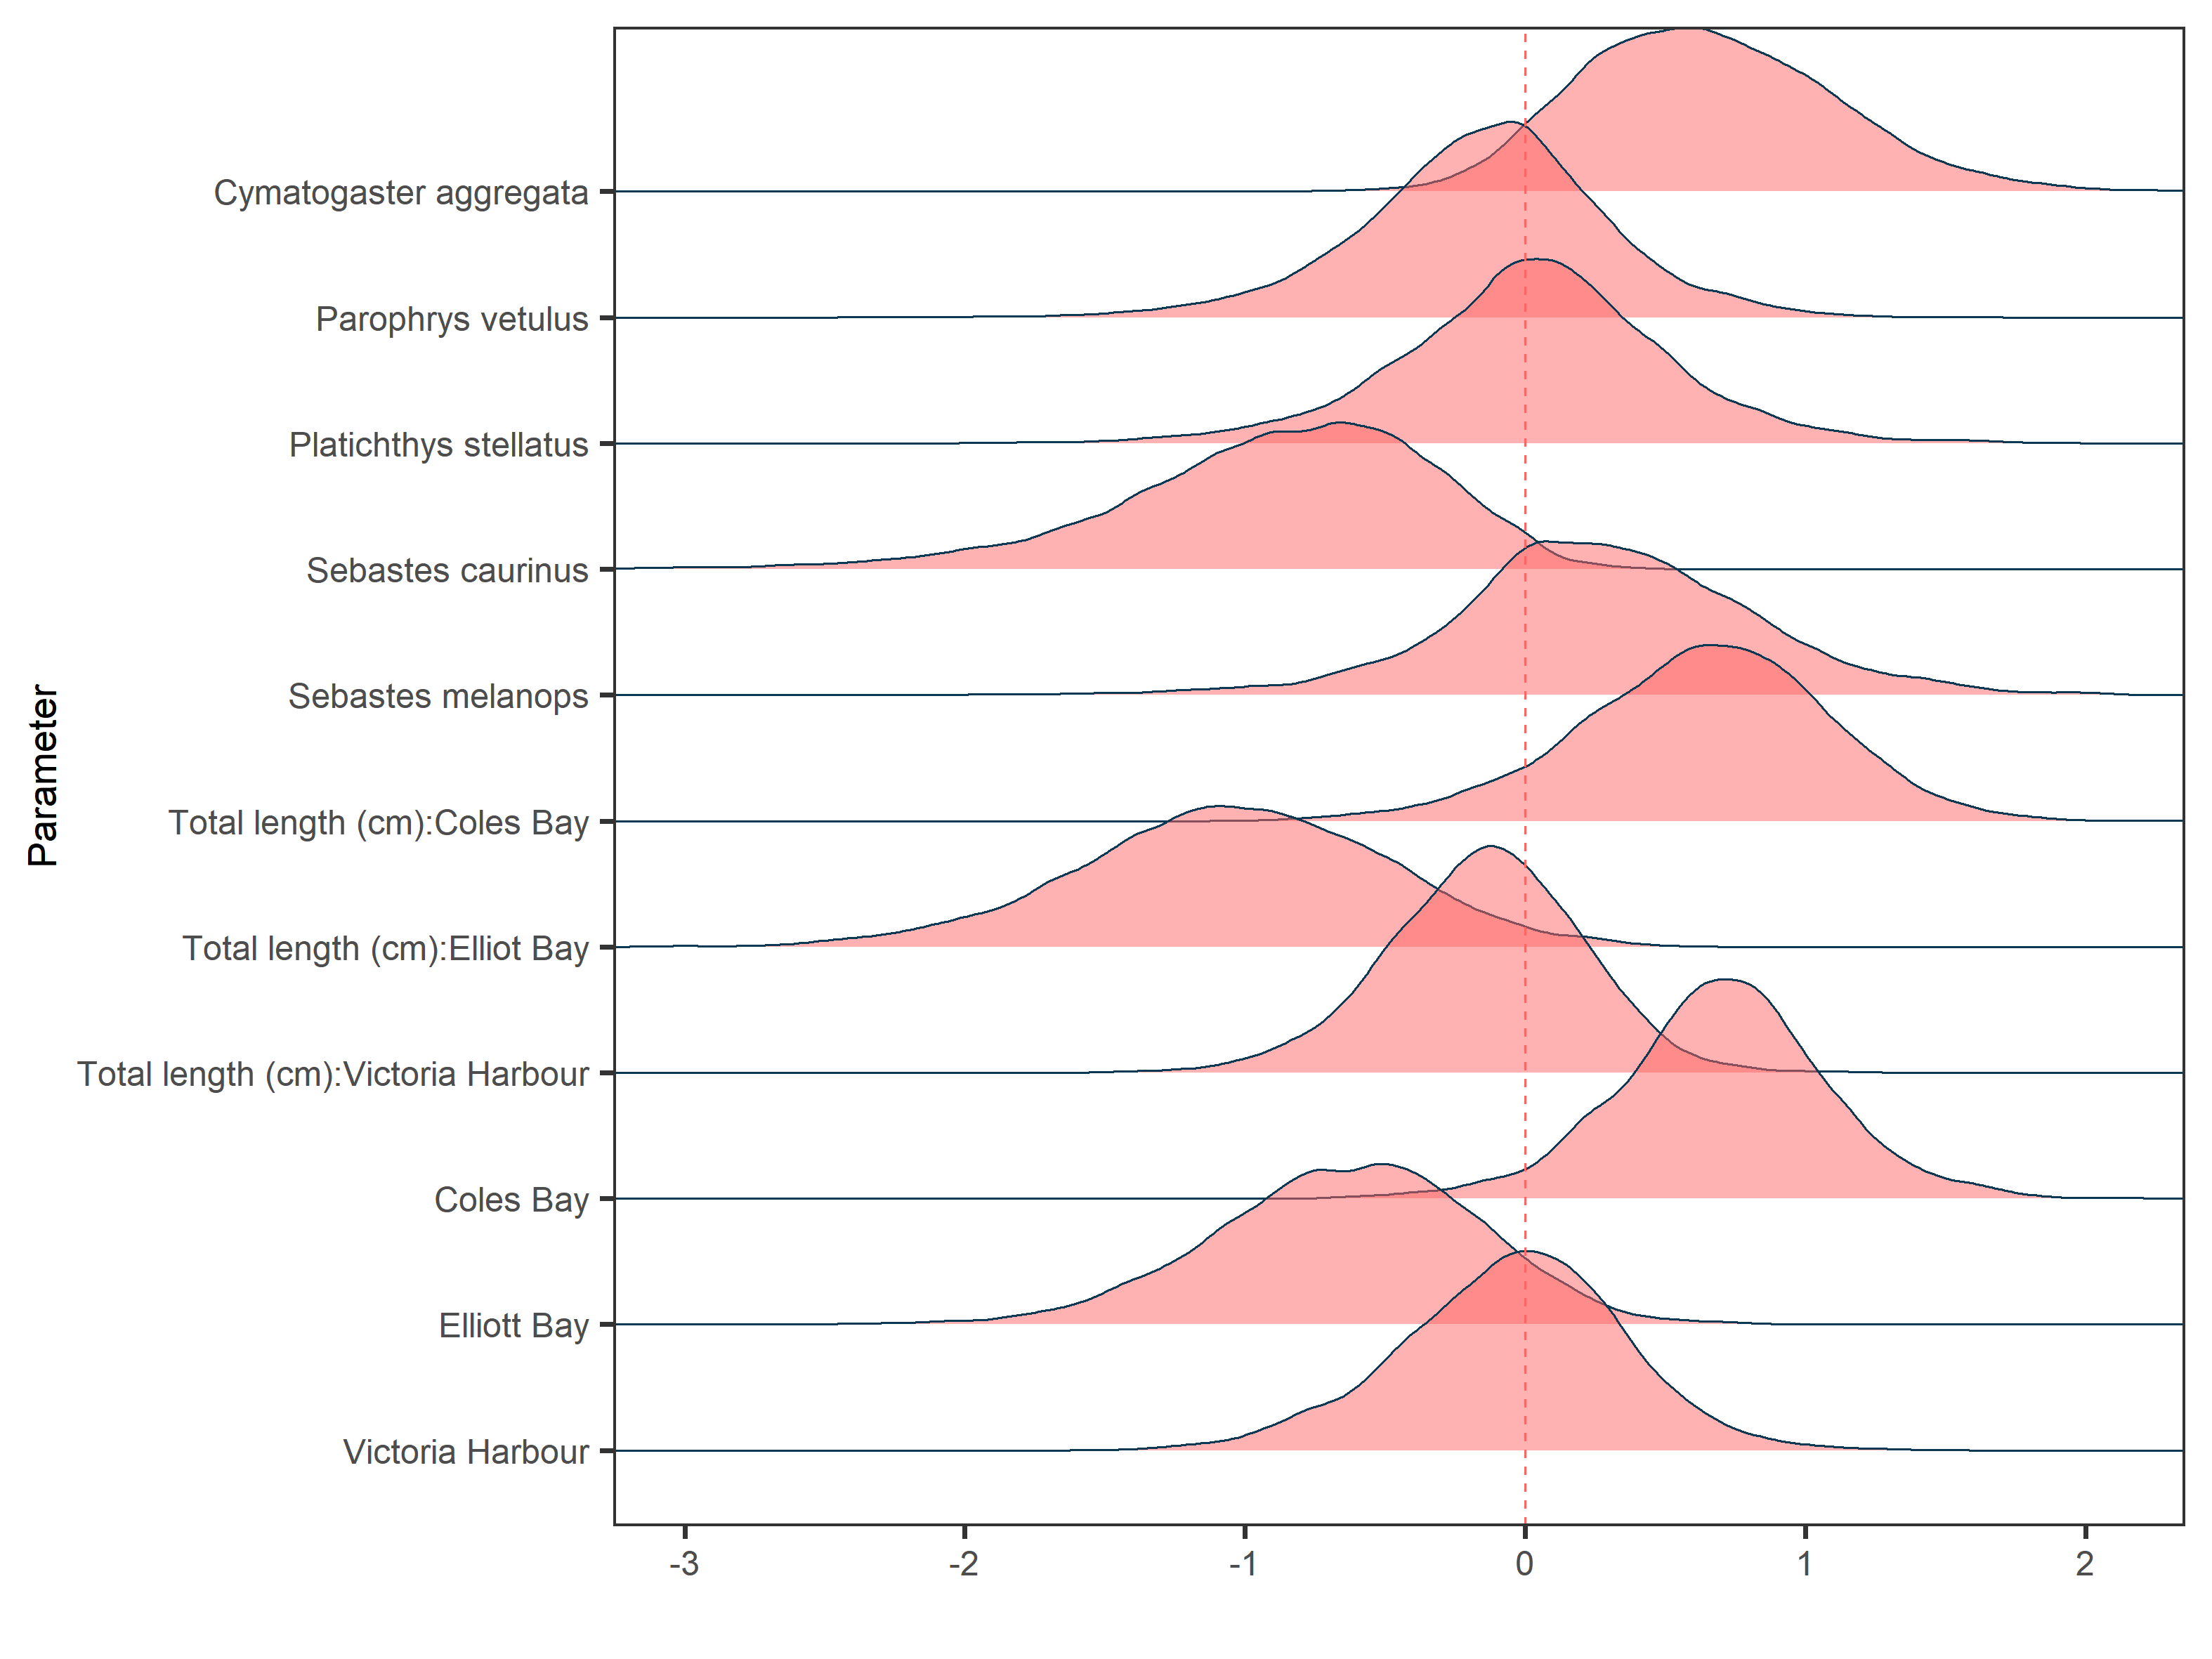 Parameter
Cymatogaster aggregata
Parophrys vetulus
Platichthys stellatus
Sebastes caurinus
Sebastes melanops
Total length (cm):Coles Bay
Total length (cm):Elliot Bay
Total length (cm):Victoria Harbour
Coles Bay
Elliott Bay
Victoria Harbour
-3 -2 -1 0 1 2